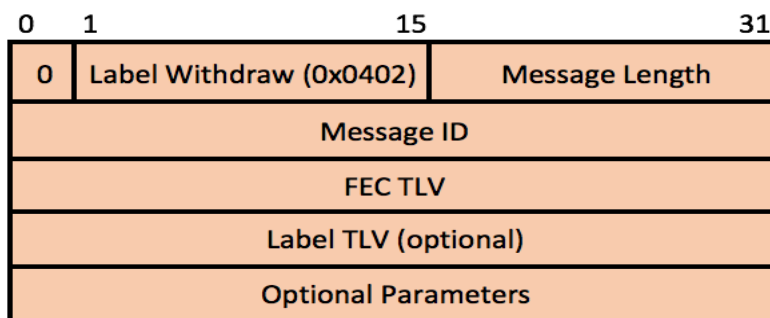 0 1 15 31
0 Label Withdraw (0x0402) Message Length
Message ID
FEC TLV
Label TLV (optional)
Optional Parameters